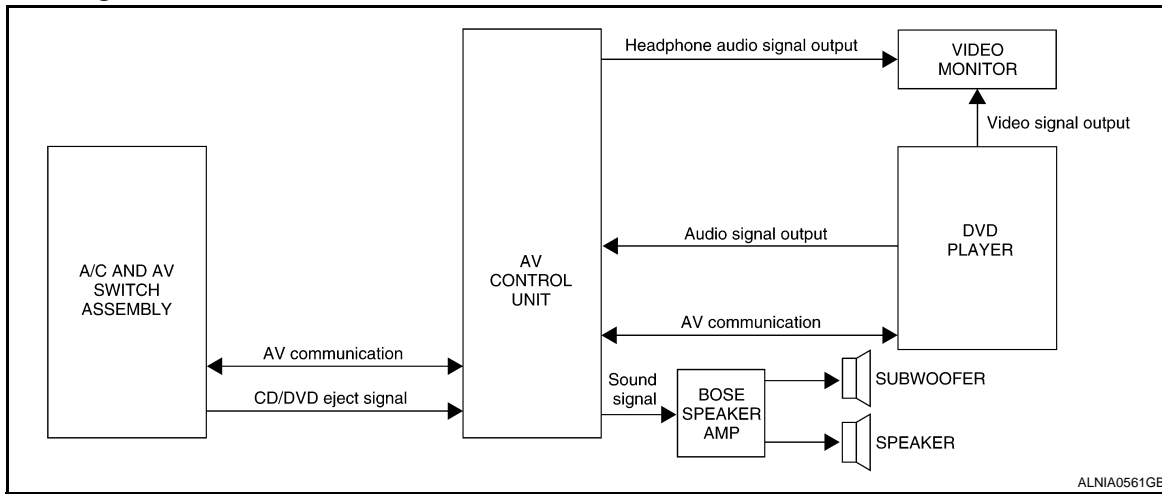 Headphone audio signal output
VIDEO
MONITOR
Video signal output
A/C AND AV
SWITCH
ASSEMBLY
AV
CONTROL
UNIT
DVD
PLAYER
Audio signal output
AV communication
AV communication
CD/DVD eject signal
Sound
signal
BOSE
SPEAKER
AMP
SUBWOOFER
SPEAKER